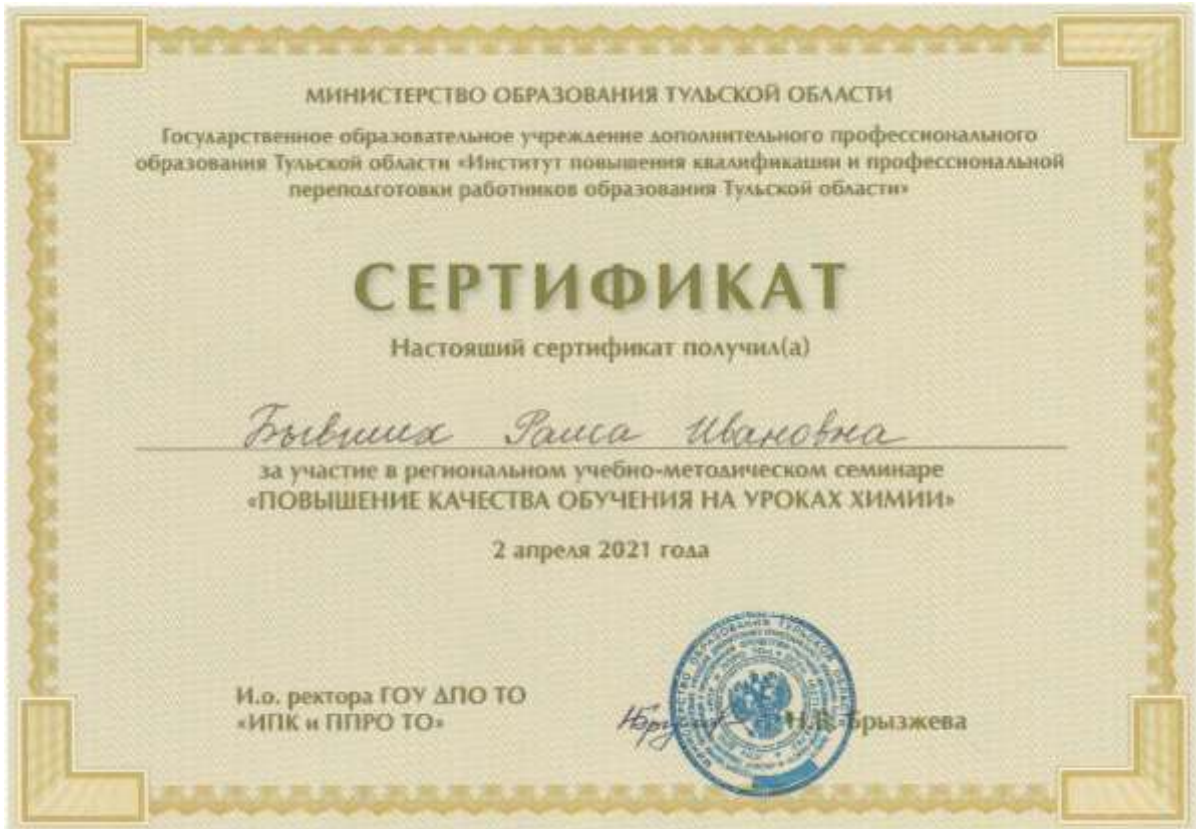 МИНИСТЕРСТВО ОБРАЗОВАНИЯ ТУЛЬСКОЙ ОБЛАСТИ
Государственное образовательное учреждение дополнительного профессионального
образования Тульской области «Институт повышения квалификации и профессиональной
переподготовки работников образования Тульской области»
СЕРТИФИКАТ
Настоящий сертификат получил(а)
Бывших Раиса Ивановна
за участие в региональном учебно-методическом семинаре
«ПОВЫШЕНИЕ КАЧЕСТВА ОБУЧЕНИЯ НА УРОКАХ ХИМИИ»
2 апреля 2021 года
И.о. ректора ГОУ ДПО ТО
«ИПК и ППРО ТО»
Брызжева